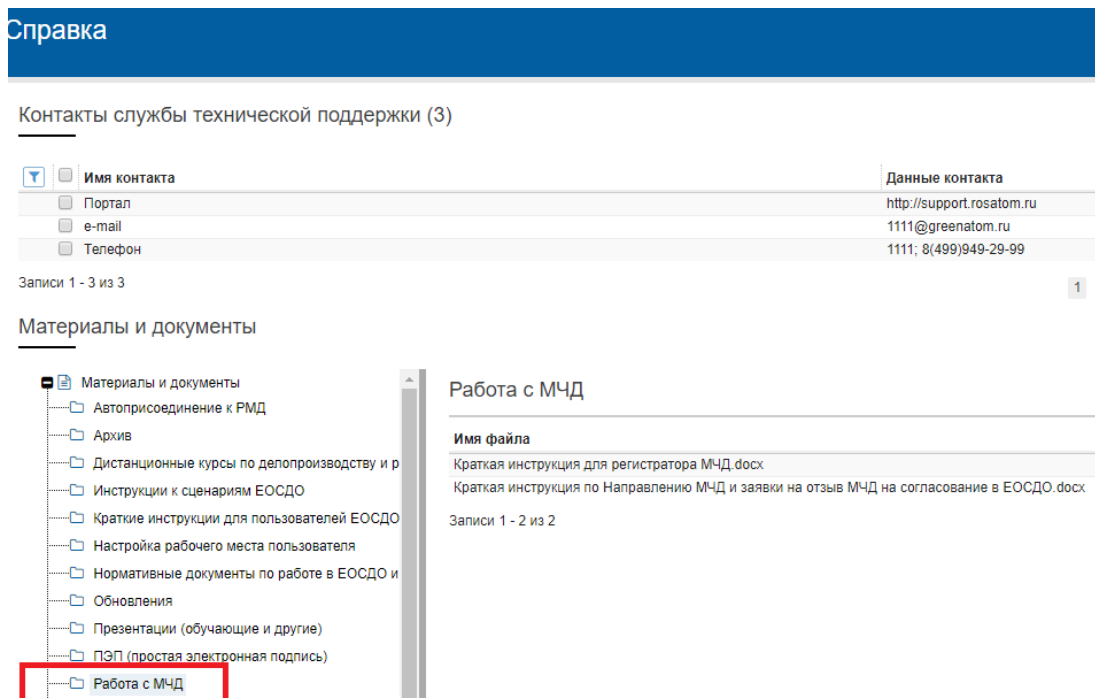 Справка
Контакты службы технической поддержки (3)
Имя контакта Данные контакта
Портал http://support.rosatom.ru
e-mail 1111@greenatom.ru
Телефон 1111; 8(499)949-29-99
Записи 1 - 3 из 3
1
Материалы и документы
Материалы и документы
Автоприсоединение к РМД
Архив
Дистанционные курсы по делопроизводству и р
Инструкции к сценариям ЕОСДО
Краткие инструкции для пользователей ЕОСДО
Настройка рабочего места пользователя
Нормативные документы по работе в ЕОСДО и
Обновления
Презентации (обучающие и другие)
ПЭП (простая электронная подпись)
Работа с МЧД
Работа с МЧД
Имя файла
Краткая инструкция для регистратора МЧД.docx
Краткая инструкция по Направлению МЧД и заявки на отзыв МЧД на согласование в ЕОСДО.docx
Записи 1 - 2 из 2